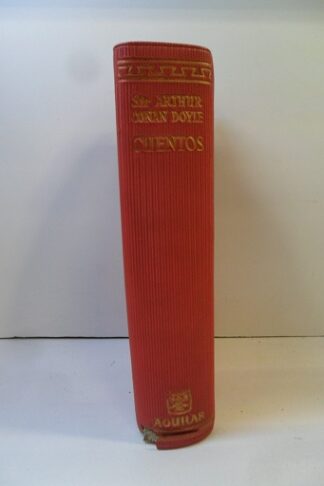 Sir ARTHUR
CONAN DOYLE
CUENTOS
AGUILAR